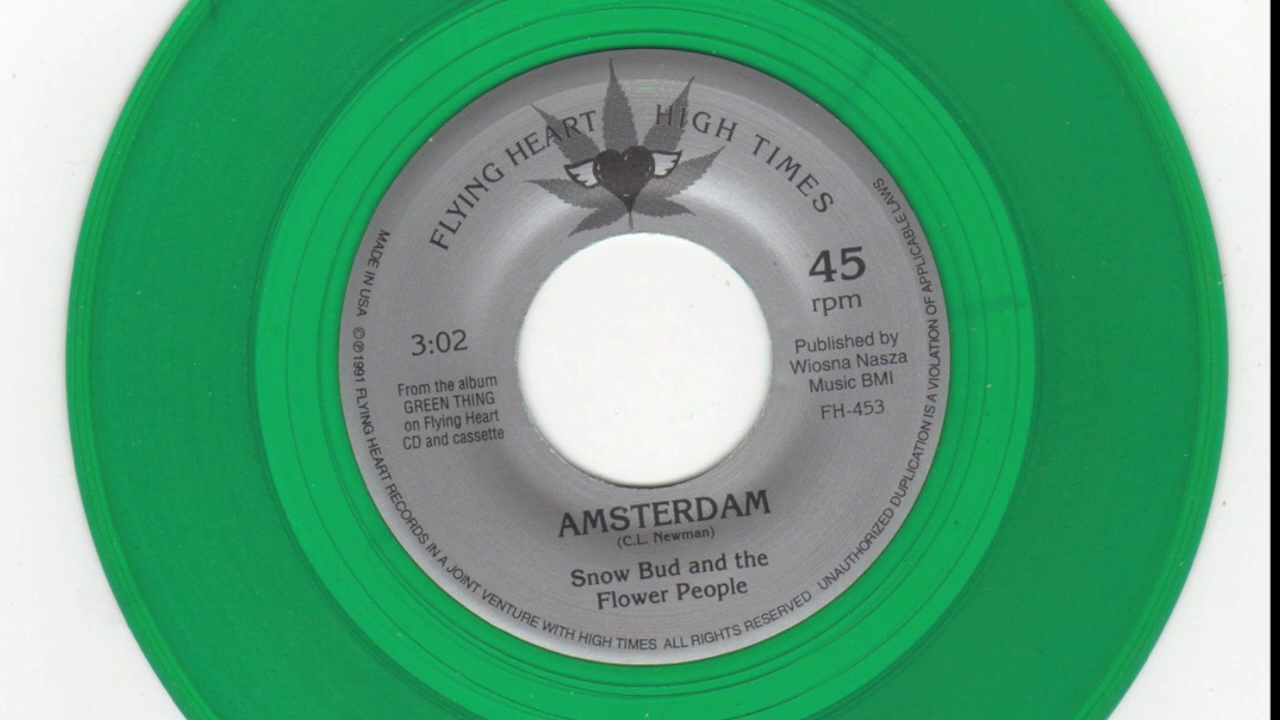 FLYING HEART HIGH TIMES
45
rpm
3:02
From the album
GREEN THING
on Flying Heart
CD and cassette
Published by
Wiosna Nasza
Music BMI
FH-453
AMSTERDAM
(C.L. Newman)
Snow Bud and the
Flower People
MADE IN USA ©℗1991 FLYING HEART RECORDS IN A JOINT VENTURE WITH HIGH TIMES ALL RIGHTS RESERVED UNAUTHORIZED DUPLICATION IS A VIOLATION OF APPLICABLE LAWS